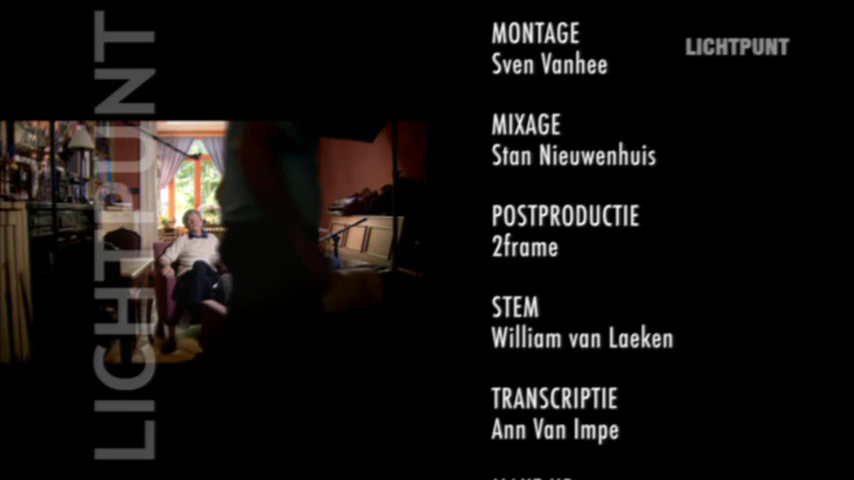 LICHTPUNT
MONTAGE
Sven Vanhee
LICHTPUNT
MIXAGE
Stan Nieuwenhuis
POSTPRODUCTIE
2frame
STEM
William van Laeken
TRANSCRIPTIE
Ann Van Impe